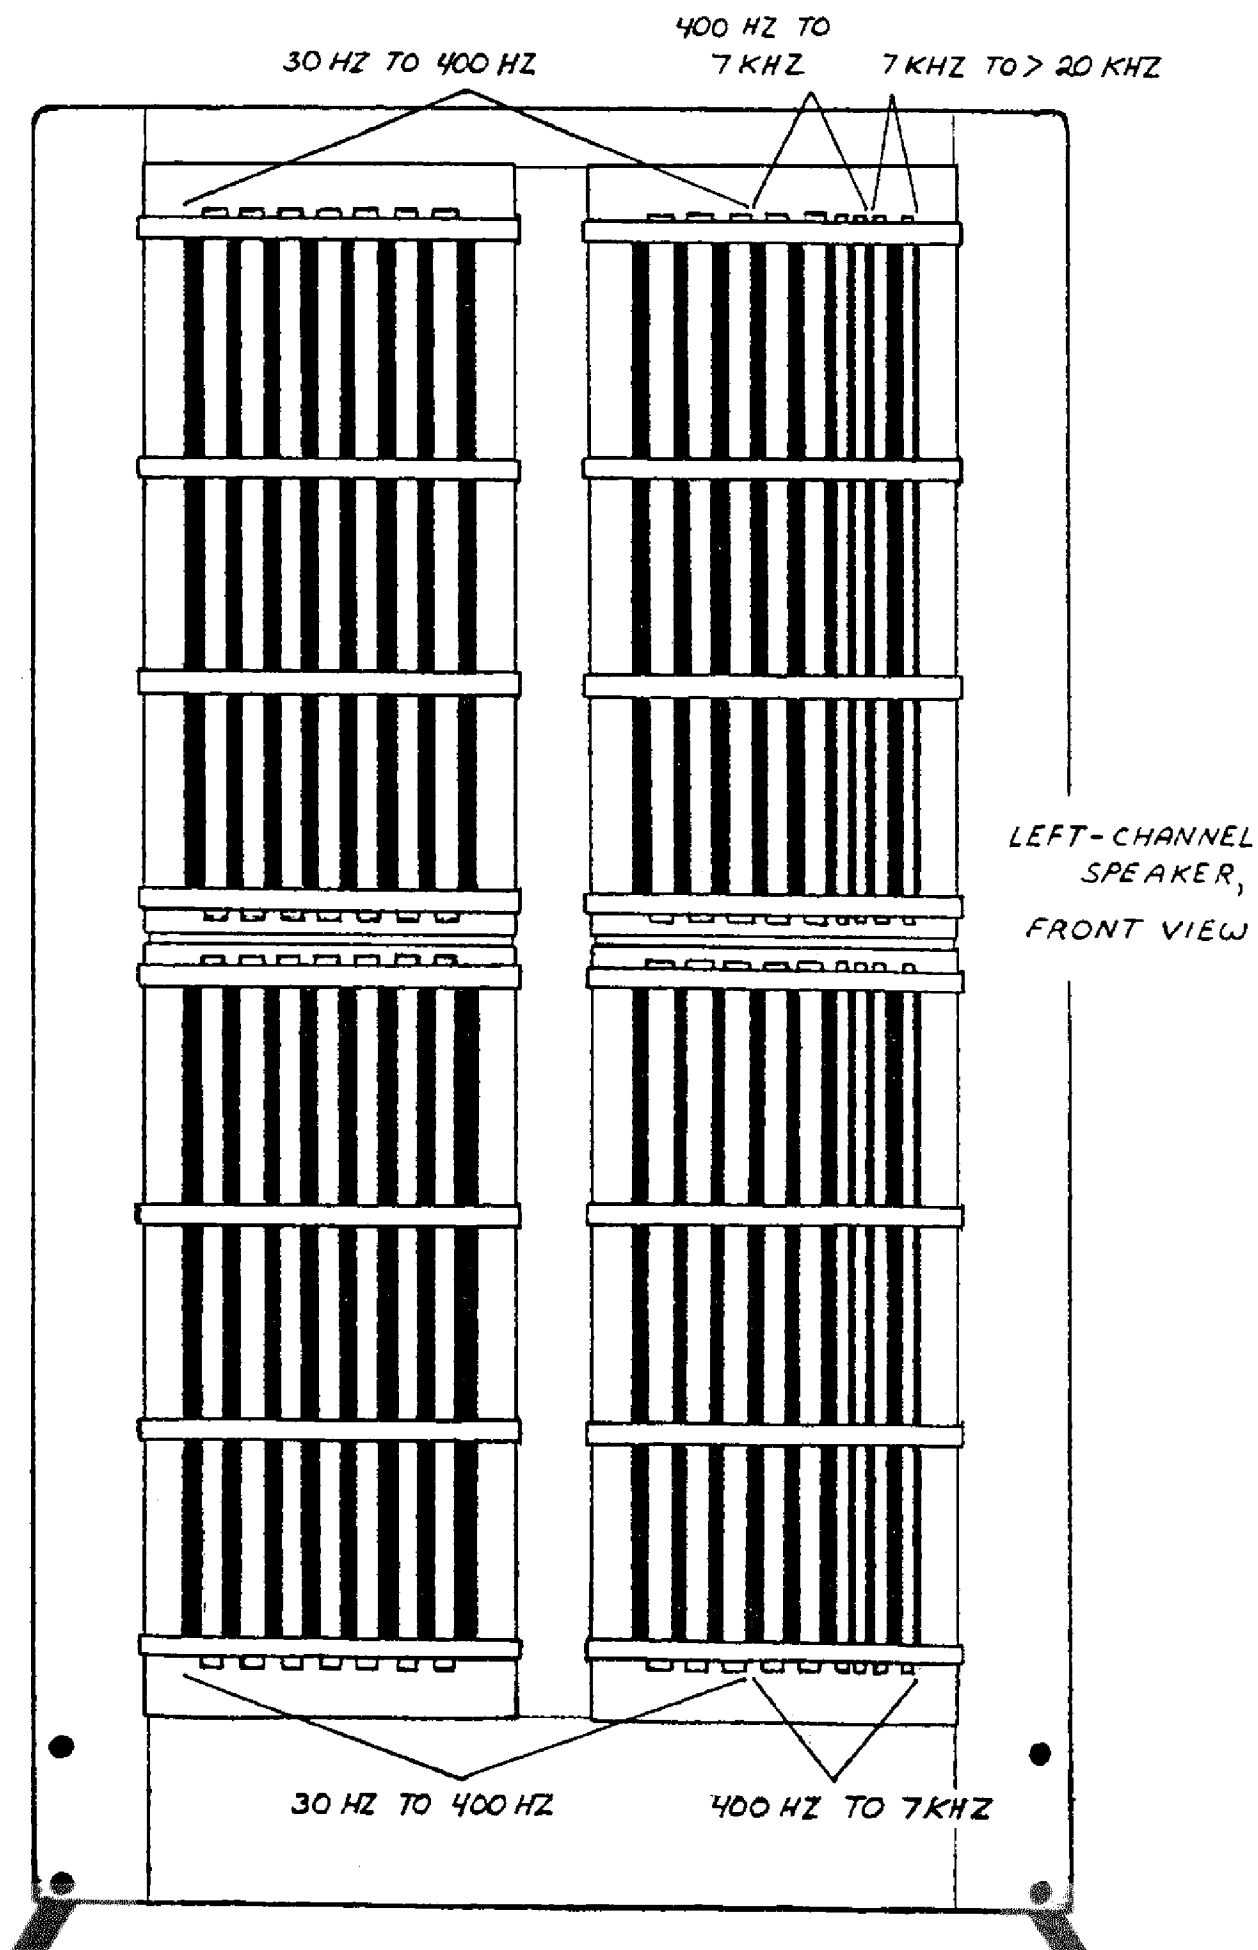 400 HZ TO
7 KHZ
30 HZ TO 400 HZ
7 KHZ TO > 20 KHZ
LEFT-CHANNEL
SPEAKER,
FRONT VIEW
30 HZ TO 400 HZ
400 HZ TO 7 KHZ